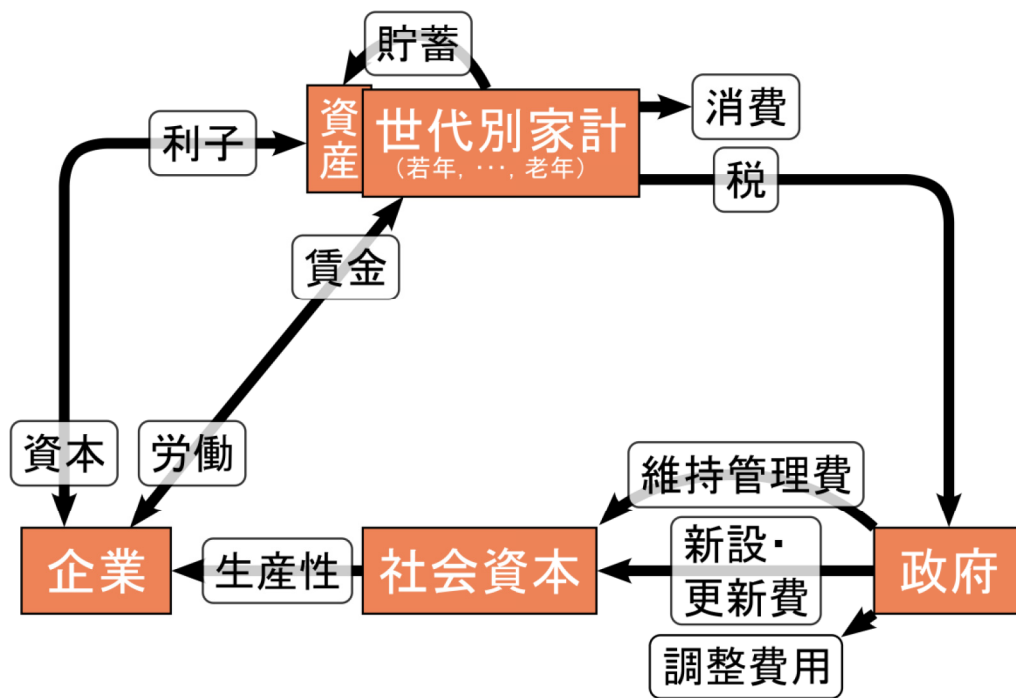 貯蓄
資産
世代別家計
(若年, ･･･, 老年)
消費
利子
税
賃金
資本
労働
維持管理費
新設･
更新費
企業
生産性
社会資本
政府
調整費用